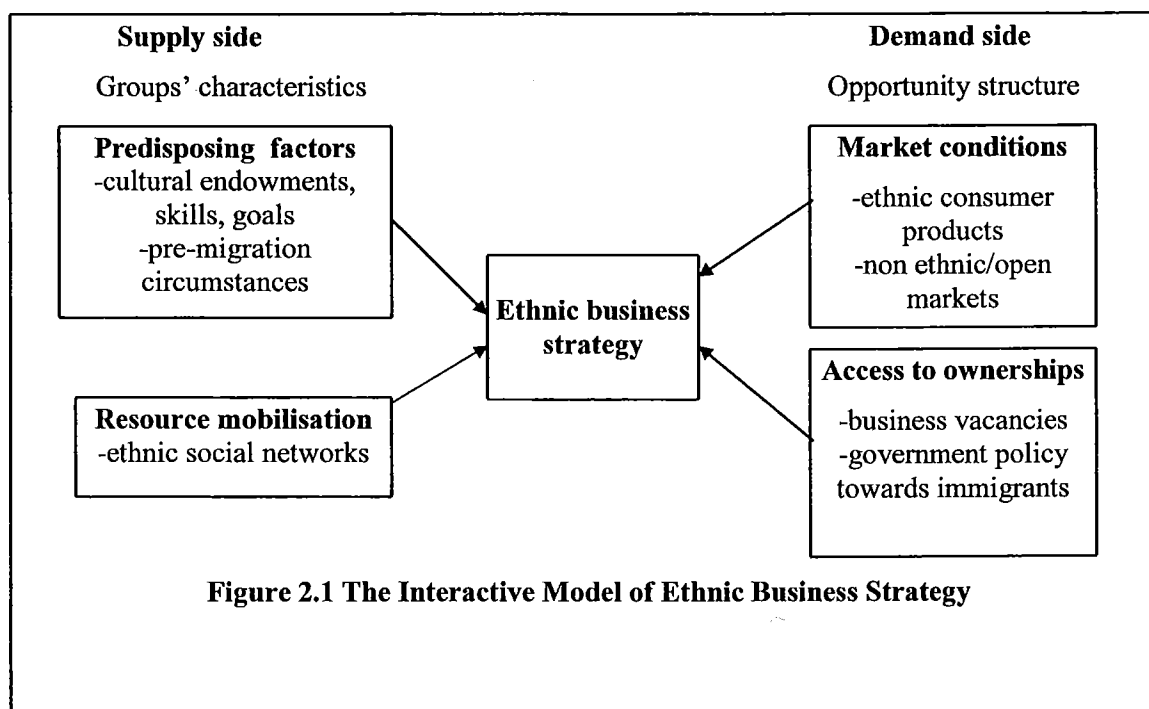 Supply side
Groups' characteristics
Predisposing factors
-cultural endowments,
skills, goals
-pre-migration
circumstances
Resource mobilisation
-ethnic social networks
Ethnic business
strategy
Demand side
Opportunity structure
Market conditions
-ethnic consumer
products
-non ethnic/open
markets
Access to ownerships
-business vacancies
-government policy
towards immigrants
Figure 2.1 The Interactive Model of Ethnic Business Strategy